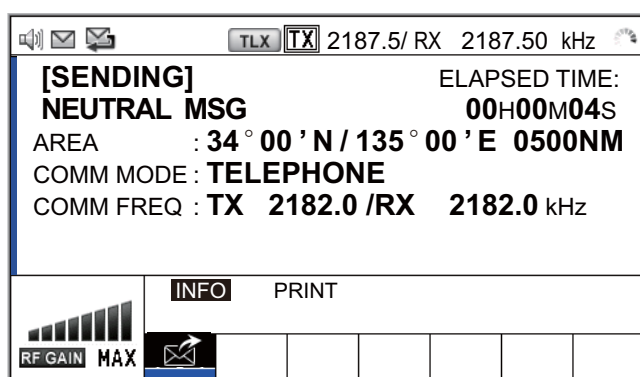 TLX TX 2187.5/ RX 2187.50 kHz
[SENDING] ELAPSED TIME:
NEUTRAL MSG 00H00M04S
AREA : 34°00’N / 135°00’E 0500NM
COMM MODE : TELEPHONE
COMM FREQ : TX 2182.0 /RX 2182.0 kHz
INFO PRINT
RF GAIN MAX